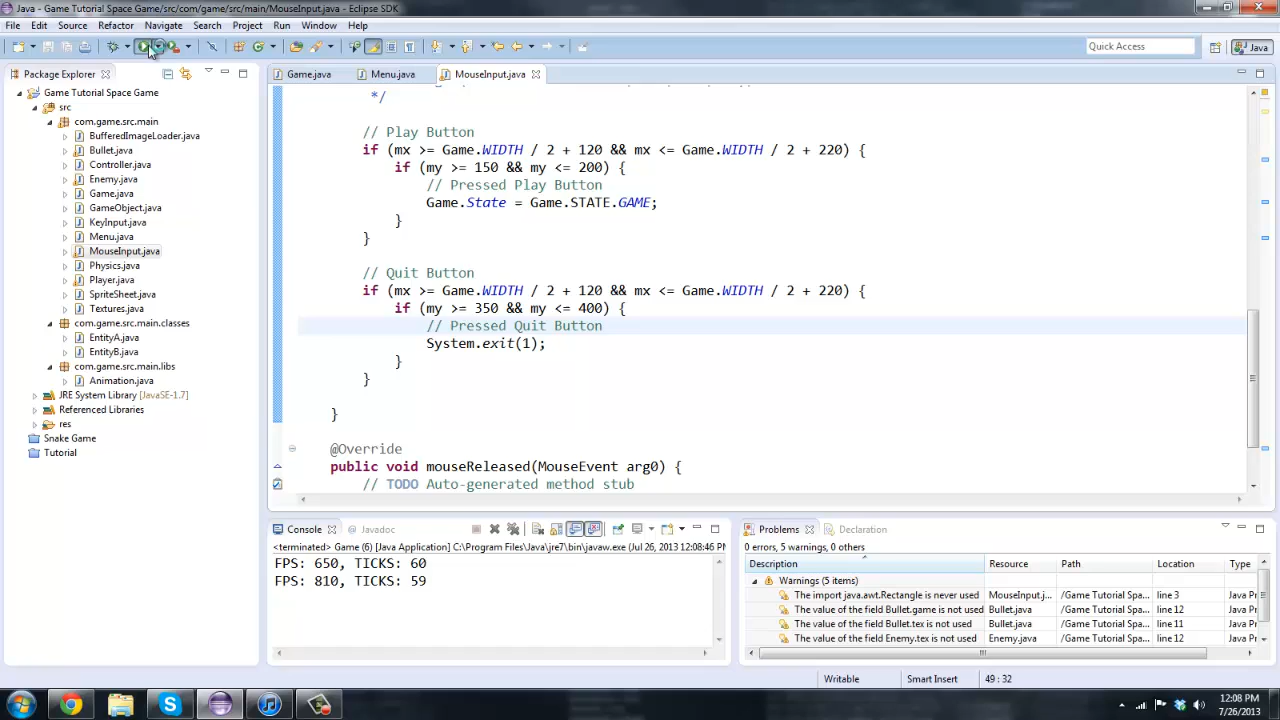 Java - Game Tutorial Space Game/src/com/game/src/main/MouseInput.java - Eclipse SDK
File Edit Source Refactor Navigate Search Project Run Window Help
Quick Access
Java
Package Explorer
Game Tutorial Space Game
src
com.game.src.main
BufferedImageLoader.java
Bullet.java
Controller.java
Enemy.java
Game.java
GameObject.java
KeyInput.java
Menu.java
MouseInput.java
Physics.java
Player.java
SpriteSheet.java
Textures.java
com.game.src.main.classes
EntityA.java
EntityB.java
com.game.src.main.libs
Animation.java
JRE System Library [JavaSE-1.7]
Referenced Libraries
res
Snake Game
Tutorial
Game.java Menu.java MouseInput.java
*/
// Play Button
if (mx >= Game.WIDTH / 2 + 120 && mx <= Game.WIDTH / 2 + 220) {
if (my >= 150 && my <= 200) {
// Pressed Play Button
Game.State = Game.STATE.GAME;
}
}
// Quit Button
if (mx >= Game.WIDTH / 2 + 120 && mx <= Game.WIDTH / 2 + 220) {
if (my >= 350 && my <= 400) {
// Pressed Quit Button
System.exit(1);
}
}
}
@Override
public void mouseReleased(MouseEvent arg0) {
// TODO Auto-generated method stub
Console Javadoc
<terminated> Game (6) [Java Application] C:\Program Files\Java\jre7\bin\javaw.exe (Jul 26, 2013 12:08:46 PM)
FPS: 650, TICKS: 60
FPS: 810, TICKS: 59
Problems Declaration
0 errors, 5 warnings, 0 others
Description Resource Path Location Type
Warnings (5 items)
The import java.awt.Rectangle is never used MouseInput.j... /Game Tutorial Spa... line 3 Java Pr
The value of the field Bullet.game is not used Bullet.java /Game Tutorial Spa... line 12 Java Pr
The value of the field Bullet.tex is not used Bullet.java /Game Tutorial Spa... line 11 Java Pr
The value of the field Enemy.tex is not used Enemy.java /Game Tutorial Spa... line 12 Java Pr
Writable Smart Insert 49 : 32
12:08 PM
7/26/2013